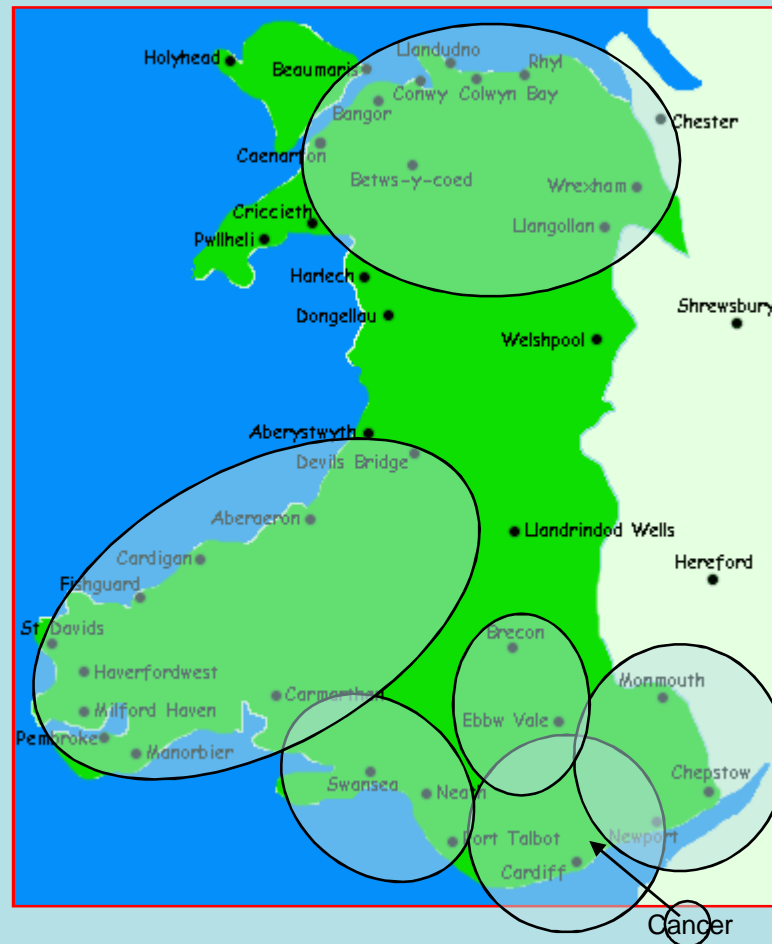 Llandudno
Holyhead
Beaumaris
Rhyl
Conwy
Colwyn Bay
Bangor
Chester
Caenarfon
Betws-y-coed
Wrexham
Criccieth
Llangollan
Pwllheli
Harlech
Shrewsbury
Dongellau
Welshpool
Aberystwyth
Devils Bridge
Aberaeron
Llandrindod Wells
Cardigan
Hereford
Fishguard
St Davids
Brecon
Haverfordwest
Monmouth
Carmarthen
Milford Haven
Ebbw Vale
Pembroke
Manorbier
Chepstow
Swansea
Neath
Port Talbot
Newport
Cardiff
Cancer